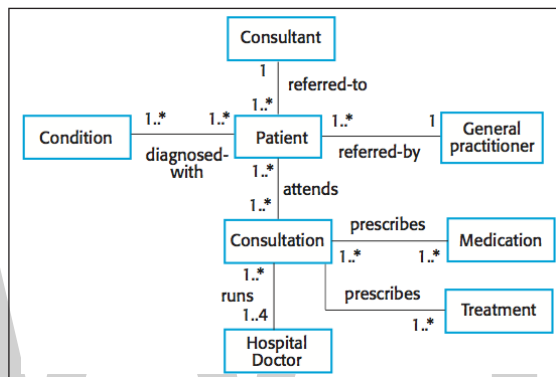 Consultant
1
referred-to
1..*
1..*
1..*
1..*
1
Condition
Patient
General
practitioner
diagnosed-
with
referred-by
1..*
attends
1..*
prescribes
Consultation
Medication
1..*
1..*
1..*
runs
prescribes
Treatment
1..4
1..*
Hospital
Doctor